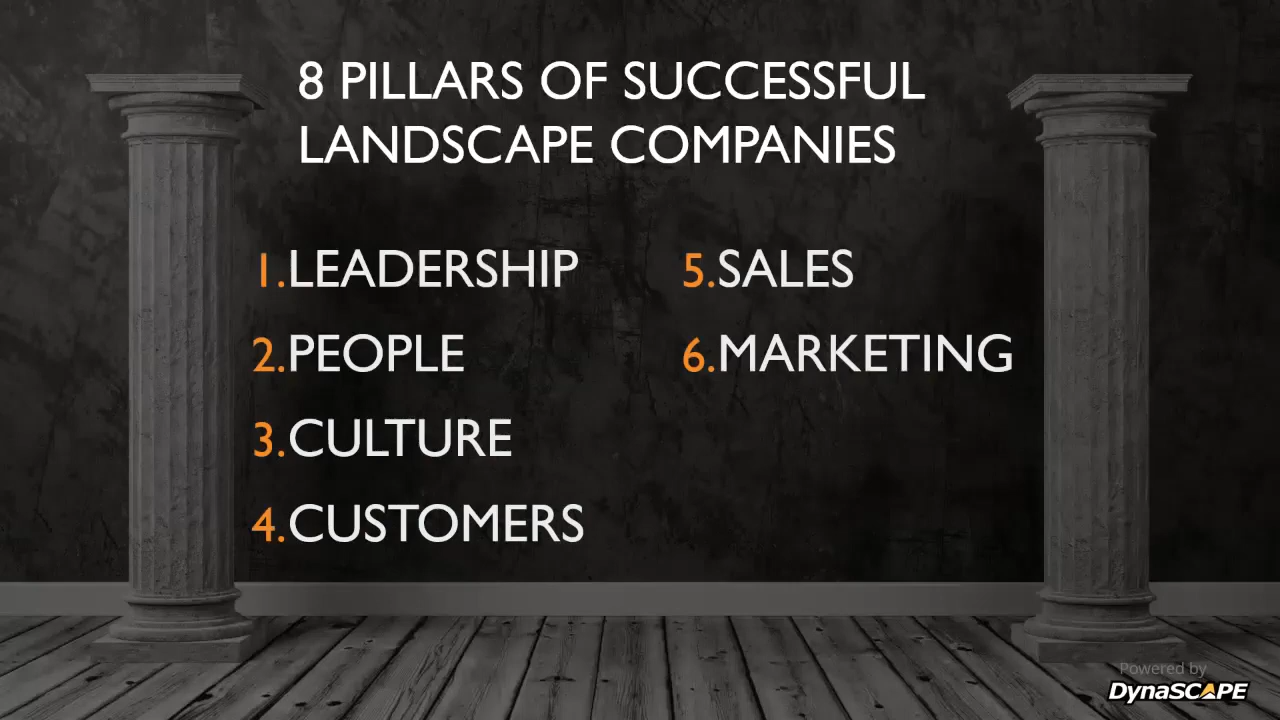 8 PILLARS OF SUCCESSFUL
LANDSCAPE COMPANIES
1.LEADERSHIP
2.PEOPLE
3.CULTURE
4.CUSTOMERS
5.SALES
6.MARKETING
Powered by
DynaSCAPE